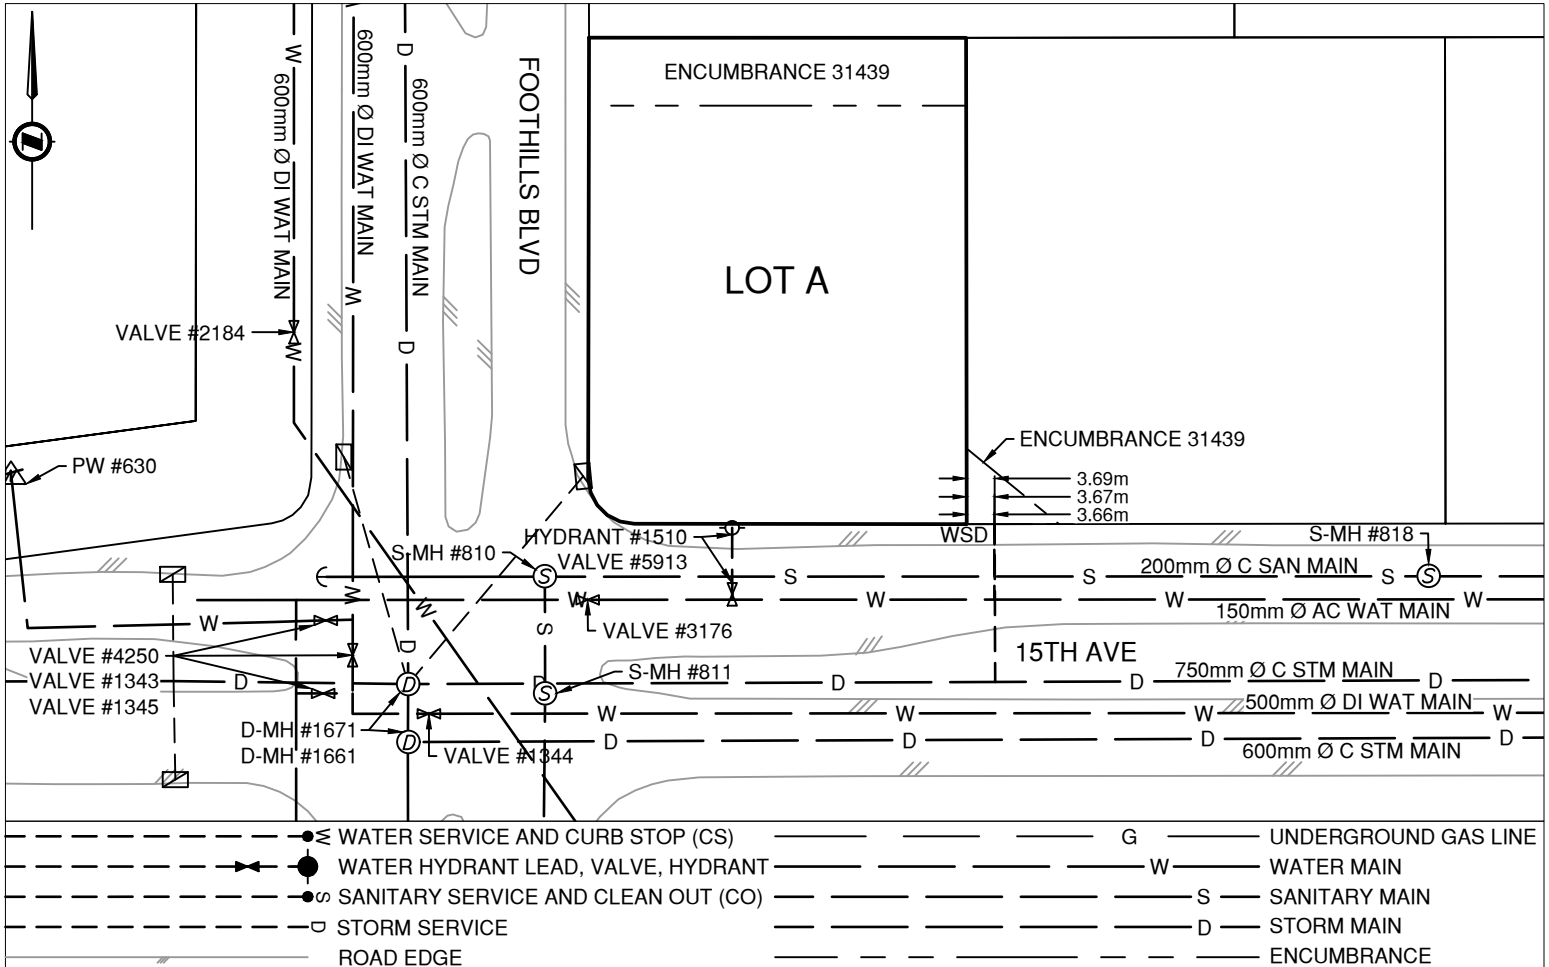 ENCUMBRANCE 31439
W
600mm Ø DI WAT MAIN
600mm Ø DI WAT MAIN
W
D
600mm Ø C STM MAIN
FOOTHILLS BLVD
LOT A
N
W
W
VALVE #2184
W
D
ENCUMBRANCE 31439
PW #630
3.69m
3.67m
3.66m
HYDRANT #1510
WSD
S-MH #818
S-MH #810
VALVE #5913
S
S
S
200mm Ø C SAN MAIN
S
S
W
W
W
W
W
W
150mm Ø AC WAT MAIN
W
W
S
VALVE #3176
D
VALVE #4250
15TH AVE
S-MH #811
750mm Ø C STM MAIN
VALVE #1343
D
D
D
S
D
D
D
VALVE #1345
500mm Ø DI WAT MAIN
W
W
W
W
D-MH #1671
D
D
D
D
D
D-MH #1661
VALVE #1344
600mm Ø C STM MAIN
W WATER SERVICE AND CURB STOP (CS)
G UNDERGROUND GAS LINE
WATER HYDRANT LEAD, VALVE, HYDRANT
W WATER MAIN
S SANITARY SERVICE AND CLEAN OUT (CO)
S SANITARY MAIN
D STORM SERVICE
D STORM MAIN
ROAD EDGE
ENCUMBRANCE